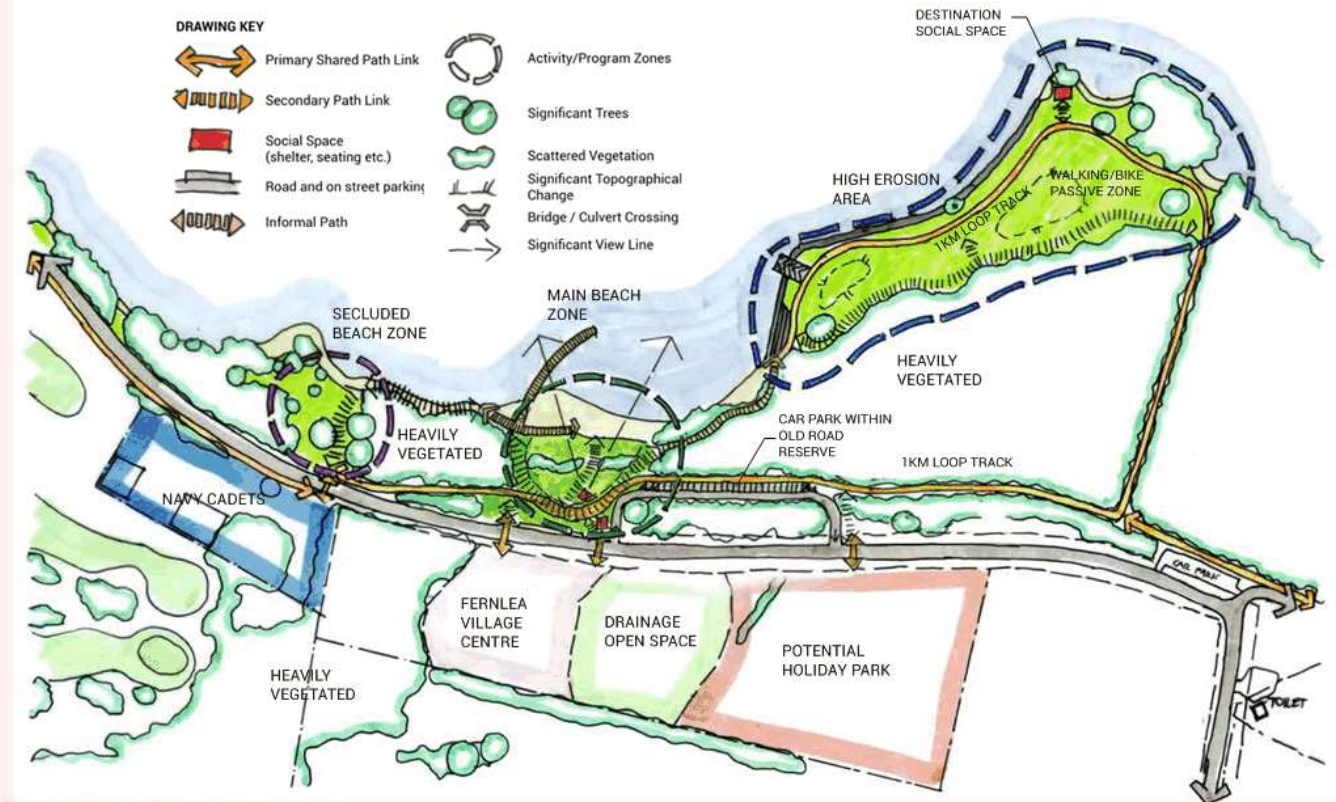 DRAWING KEY
Primary Shared Path Link
Secondary Path Link
Social Space
(shelter, seating etc.)
Road and on street parking
Informal Path
Activity/Program Zones
Significant Trees
Scattered Vegetation
Significant Topographical
Change
Bridge / Culvert Crossing
Significant View Line
DESTINATION
SOCIAL SPACE
HIGH EROSION
AREA
WALKING/BIKE
PASSIVE ZONE
1KM LOOP TRACK
SECLUDED
BEACH ZONE
MAIN BEACH
ZONE
HEAVILY
VEGETATED
HEAVILY
VEGETATED
CAR PARK WITHIN
OLD ROAD
RESERVE
1KM LOOP TRACK
NAVY CADETS
CAR PARK
FERNLEA
VILLAGE
CENTRE
DRAINAGE
OPEN SPACE
POTENTIAL
HOLIDAY PARK
HEAVILY
VEGETATED
TOILET